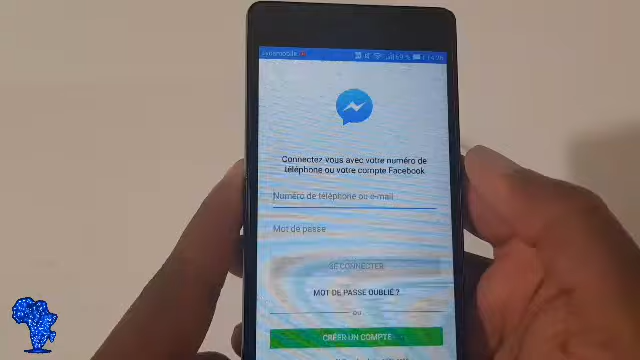 Connectez vous avec votre numéro de
téléphone ou votre compte Facebook
Numéro de téléphone ou e-mail
Mot de passe
SE CONNECTER
MOT DE PASSE OUBLIÉ ?
OU
CRÉER UN COMPTE